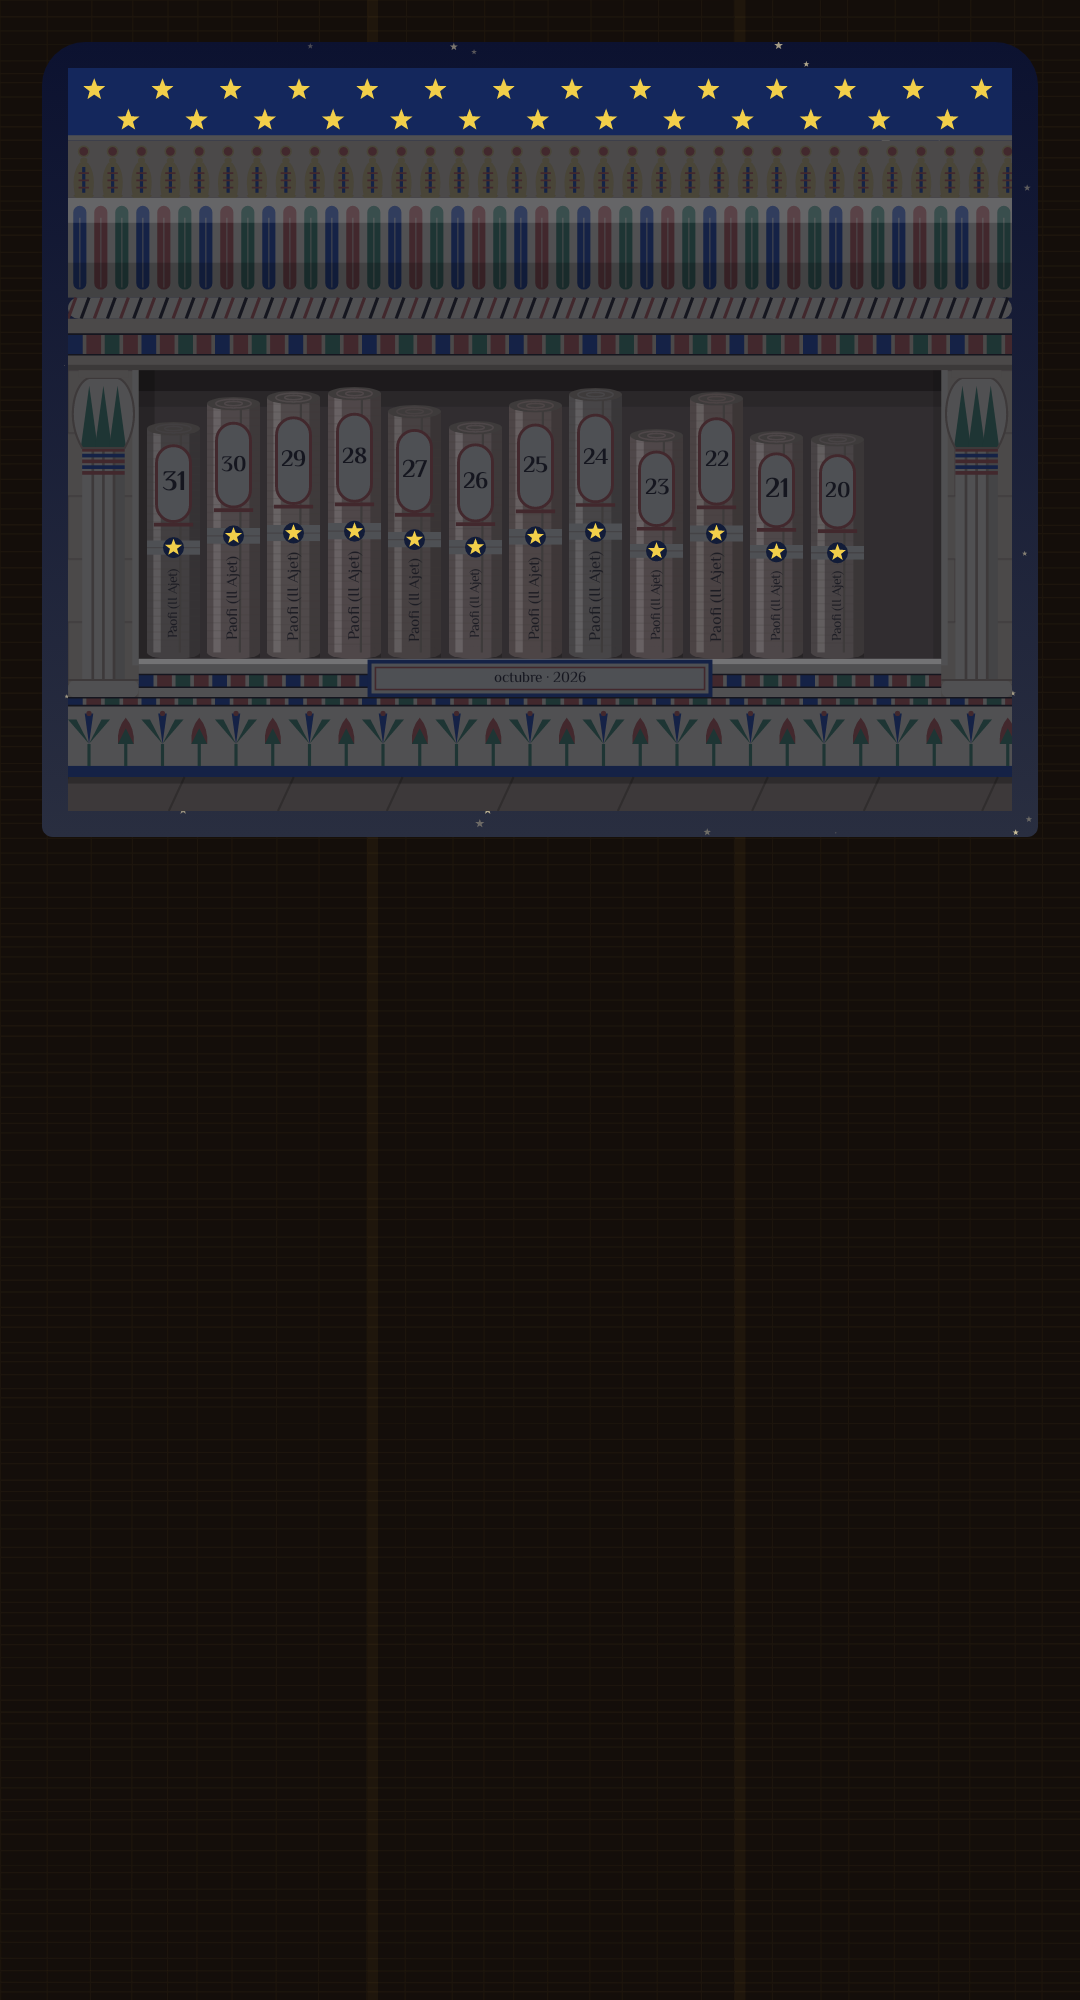 31
30
29
28
27
26
25
24
23
22
21
20
Paofi (II Ajet)
Paofi (II Ajet)
Paofi (II Ajet)
Paofi (II Ajet)
Paofi (II Ajet)
Paofi (II Ajet)
Paofi (II Ajet)
Paofi (II Ajet)
Paofi (II Ajet)
Paofi (II Ajet)
Paofi (II Ajet)
Paofi (II Ajet)
octubre · 2026